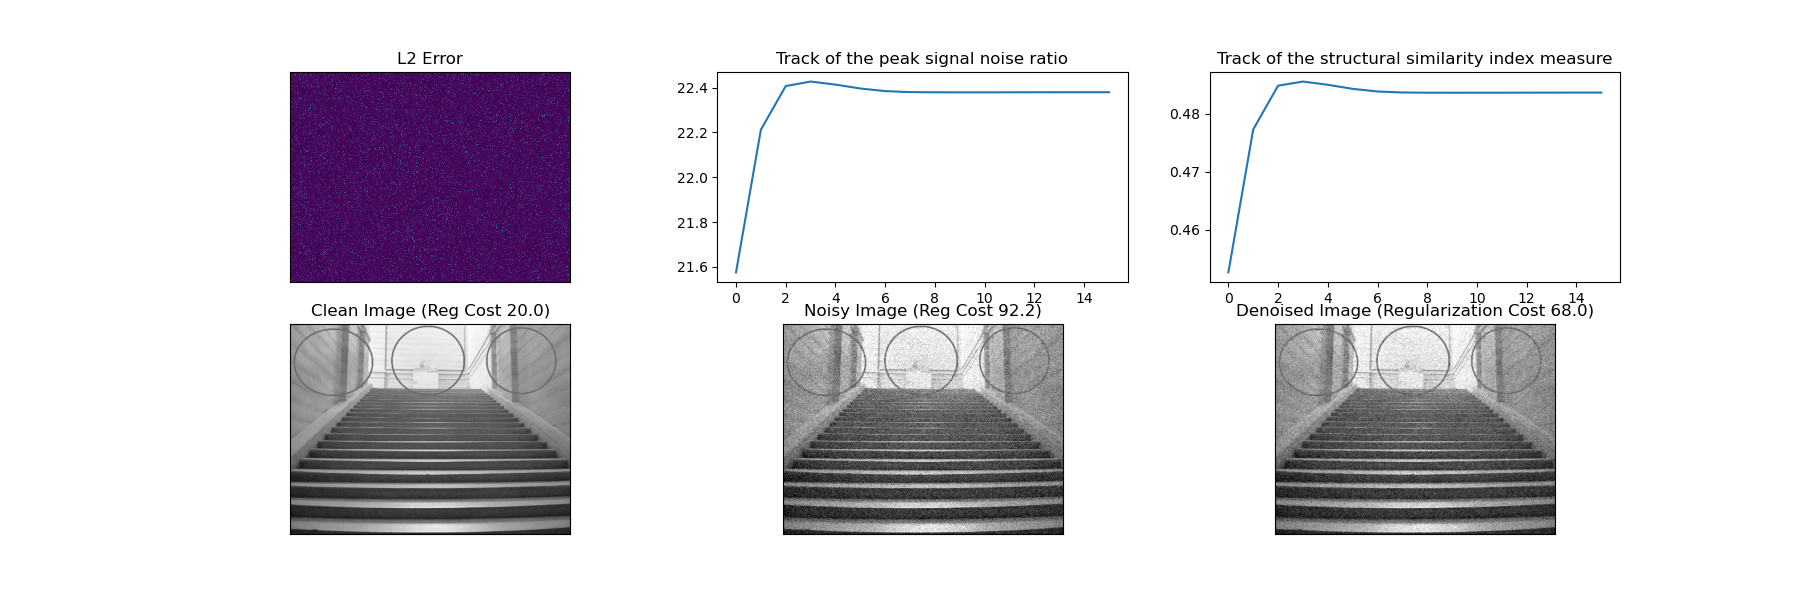 L2 Error
Track of the peak signal noise ratio
22.4
22.2
22.0
21.8
21.6
0 2 4 6 8 10 12 14
Track of the structural similarity index measure
0.48
0.47
0.46
0 2 4 6 8 10 12 14
Clean Image (Reg Cost 20.0)
Noisy Image (Reg Cost 92.2)
Denoised Image (Regularization Cost 68.0)